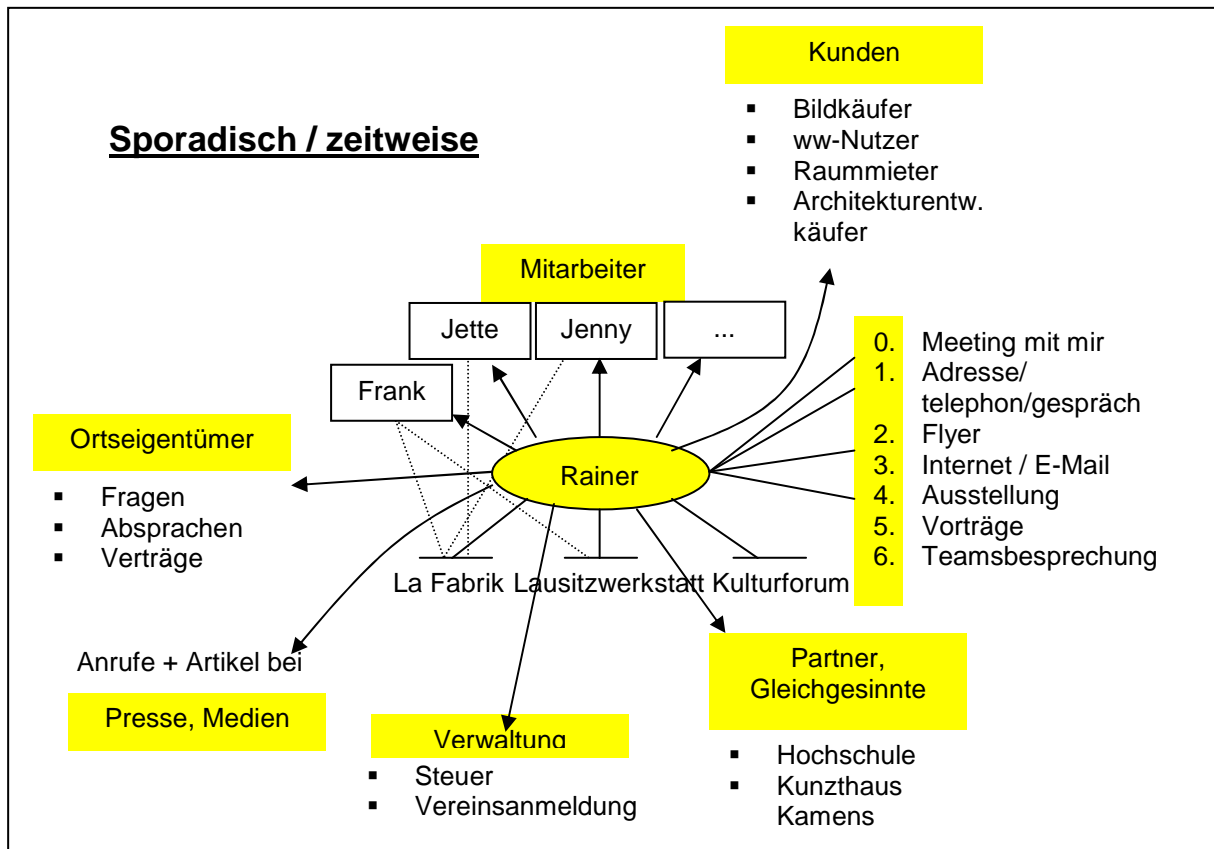 Kunden
▪ Bildkäufer
▪ ww-Nutzer
▪ Raummieter
▪ Architekturentw.
käufer
Sporadisch / zeitweise
Mitarbeiter
Jette
Jenny
...
Frank
Ortseigentümer
▪ Fragen
▪ Absprachen
▪ Verträge
Rainer
0. Meeting mit mir
1. Adresse/
telephon/gespräch
2. Flyer
3. Internet / E-Mail
4. Ausstellung
5. Vorträge
6. Teamsbesprechung
La Fabrik Lausitzwerkstatt Kulturforum
Anrufe + Artikel bei
Presse, Medien
Verwaltung
▪ Steuer
▪ Vereinsanmeldung
Partner,
Gleichgesinnte
▪ Hochschule
▪ Kunzthaus
Kamens